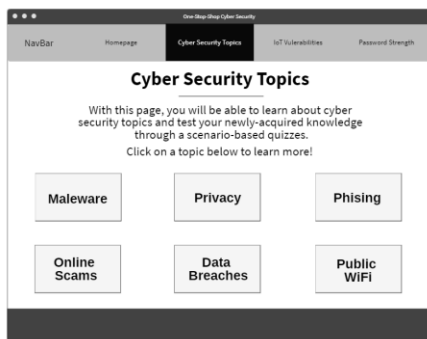 One-Stop-Shop Cyber Security
NavBar Homepage Cyber Security Topics IoT Vulerabilities Password Strength
Cyber Security Topics
With this page, you will be able to learn about cyber
security topics and test your newly-acquired knowledge
through a scenario-based quizzes.
Click on a topic below to learn more!
Maleware Privacy Phising
Online Data Public
Scams Breaches WiFi